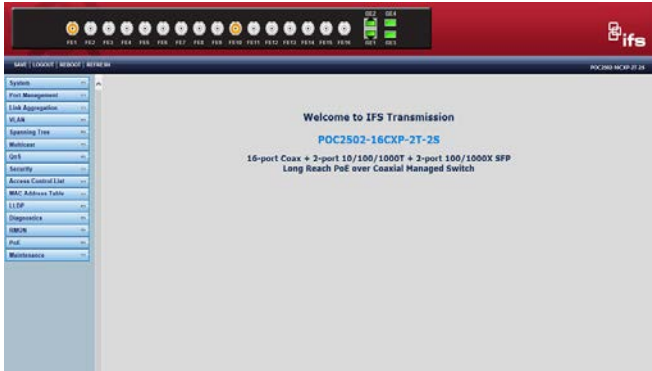 GE2 GE4
FE1 FE2 FE3 FE4 FE5 FE6 FE7 FE8 FE9 FE10 FE11 FE12 FE13 FE14 FE15 FE16 GE1 GE3
ifs
SAVE | LOGOUT | REBOOT | REFRESH
POC2502-16CXP-2T-2S
System
Port Management
Link Aggregation
VLAN
Spanning Tree
Multicast
QoS
Security
Access Control List
MAC Address Table
LLDP
Diagnostics
RMON
PoE
Maintenance
Welcome to IFS Transmission
POC2502-16CXP-2T-2S
16-port Coax + 2-port 10/100/1000T + 2-port 100/1000X SFP
Long Reach PoE over Coaxial Managed Switch